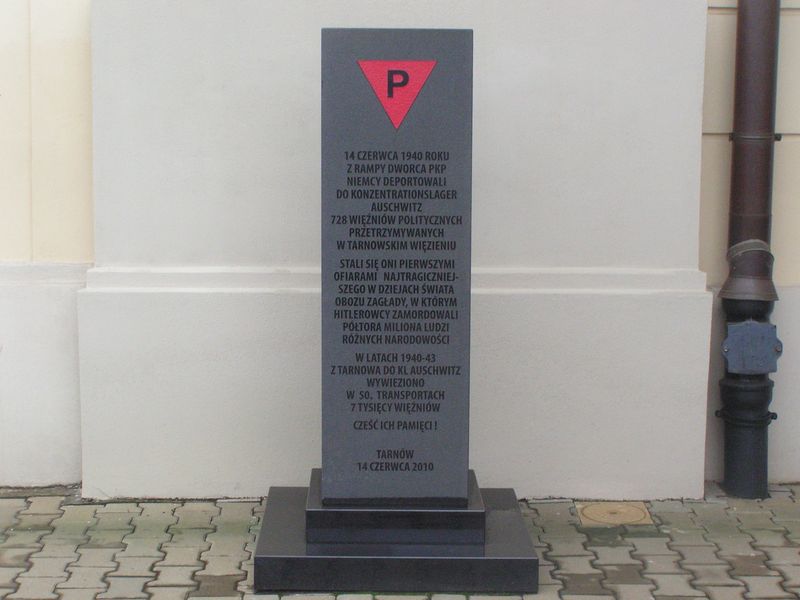 P
14 CZERWCA 1940 ROKU
Z RAMPY DWORCA PKP
NIEMCY DEPORTOWALI
DO KONZENTRATIONSLAGER
AUSCHWITZ
728 WIĘŹNIÓW POLITYCZNYCH
PRZETRZYMYWANYCH
W TARNOWSKIM WIĘZIENIU
STALI SIĘ ONI PIERWSZYMI
OFIARAMI NAJTRAGICZNIEJ-
SZEGO W DZIEJACH ŚWIATA
OBOZU ZAGŁADY, W KTÓRYM
HITLEROWCY ZAMORDOWALI
PÓŁTORA MILIONA LUDZI
RÓŻNYCH NARODOWOŚCI
W LATACH 1940-43
Z TARNOWA DO KL AUSCHWITZ
WYWIEZIONO
W 50. TRANSPORTACH
7 TYSIĘCY WIĘŹNIÓW
CZEŚĆ ICH PAMIĘCI !
TARNÓW
14 CZERWCA 2010